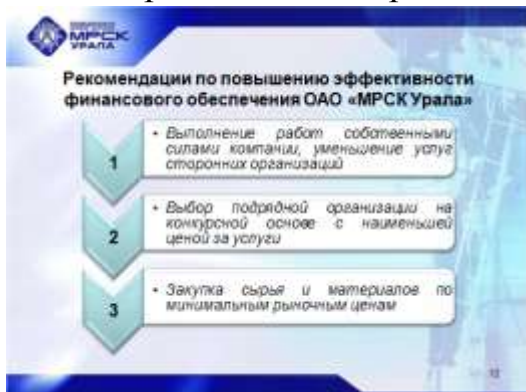 МРСК
УРАЛА
Рекомендации по повышению эффективности
финансового обеспечения ОАО «МРСК Урала»
1
• Выполнение работ собственными
силами компании, уменьшение услуг
сторонних организаций
2
• Выбор подрядной организации на
конкурсной основе с наименьшей
ценой за услуги
3
• Закупка сырья и материалов по
минимальным рыночным ценам